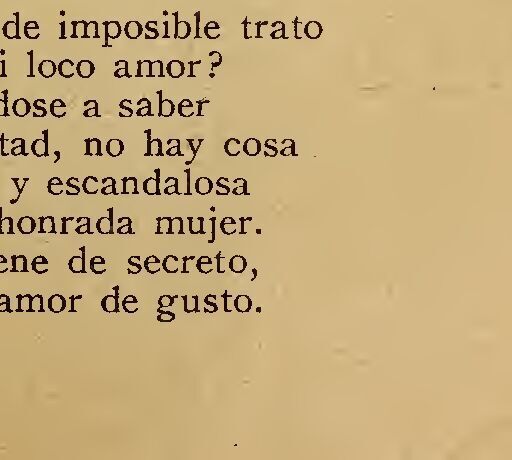 de imposible trato
i loco amor?
dose a saber
tad, no hay cosa
y escandalosa
honrada mujer.
ene de secreto,
amor de gusto.